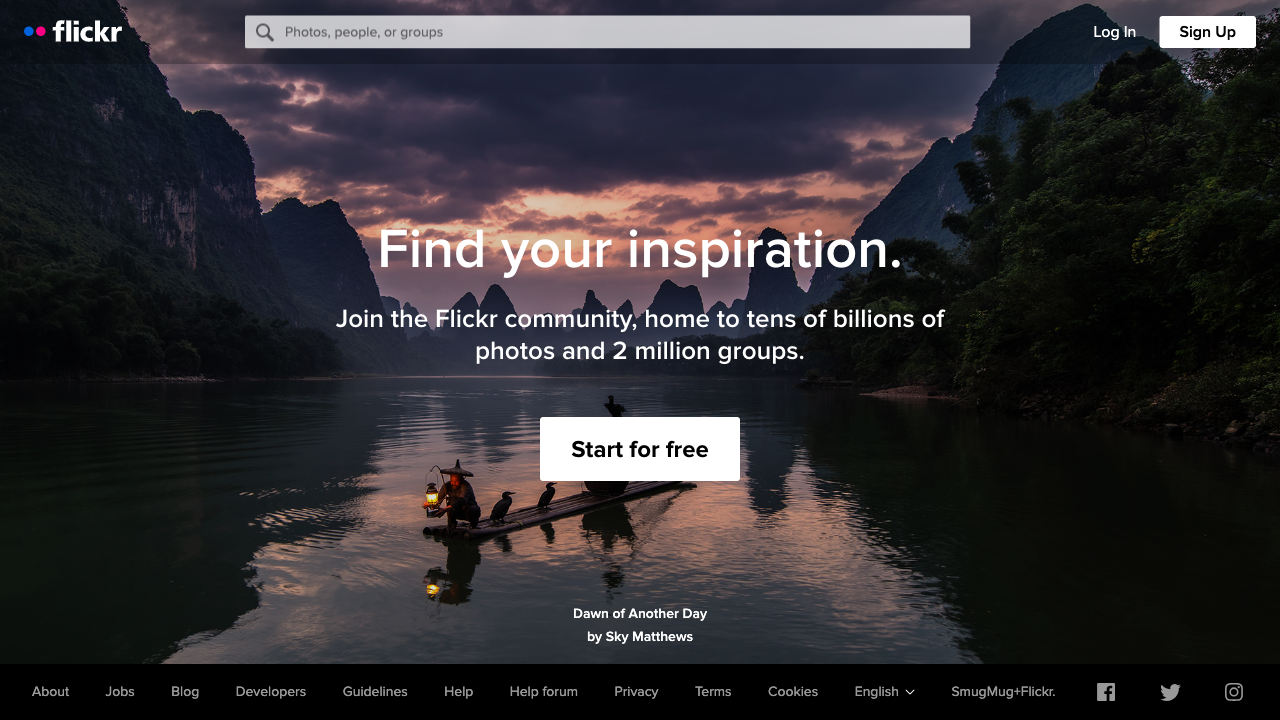 flickr
Photos, people, or groups
Log In
Sign Up
Find your inspiration.
Join the Flickr community, home to tens of billions of
photos and 2 million groups.
Start for free
Dawn of Another Day
by Sky Matthews
About
Jobs
Blog
Developers
Guidelines
Help
Help forum
Privacy
Terms
Cookies
English
SmugMug+Flickr.